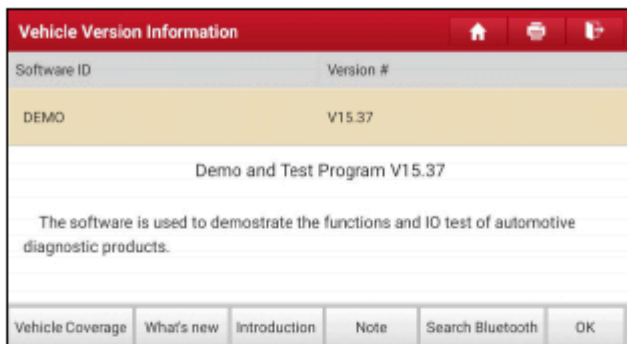 Vehicle Version Information
Software ID Version #
DEMO V15.37
Demo and Test Program V15.37
The software is used to demostrate the functions and IO test of automotive
diagnostic products.
Vehicle Coverage What's new Introduction Note Search Bluetooth OK